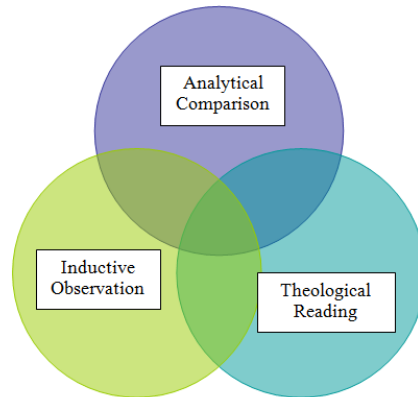 Analytical
Comparison
Inductive
Observation
Theological
Reading